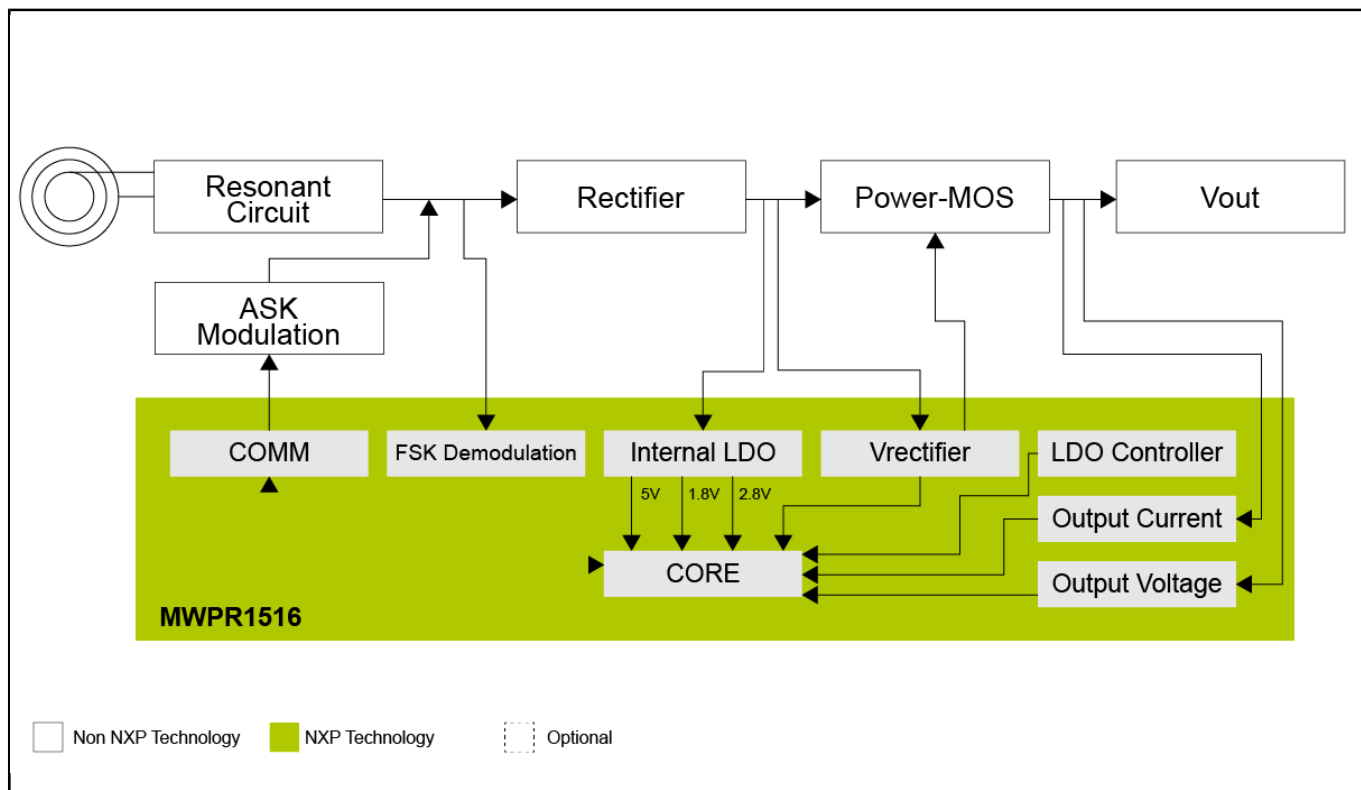 Resonant
Circuit
Rectifier
Power-MOS
Vout
ASK
Modulation
COMM
FSK Demodulation
Internal LDO
Vrectifier
LDO Controller
5V
1.8V
2.8V
Output Current
CORE
Output Voltage
MWPR1516
Non NXP Technology
NXP Technology
Optional